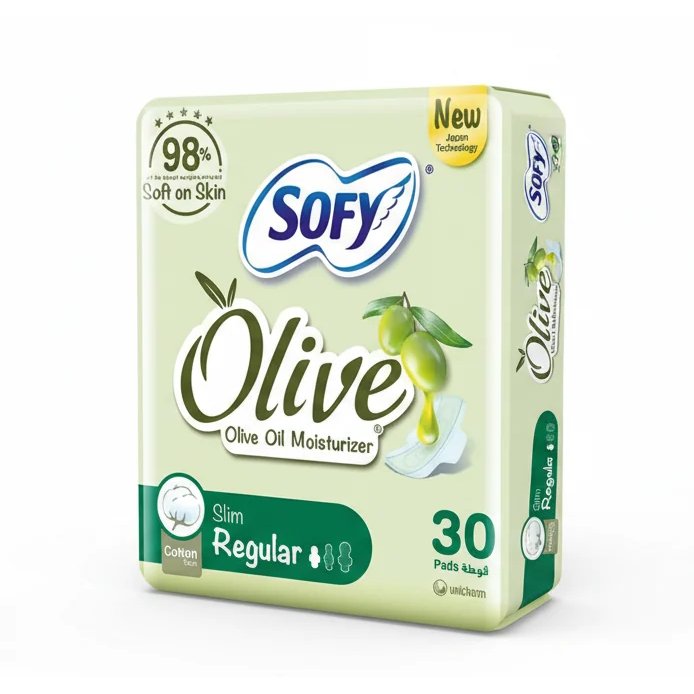 98%
Soft on Skin
New
Japan
Technology
SOFY
Olive
Olive Oil Moisturizer
Cotton
Slim
Regular
30
Pads فوطة
unicharm
SOFY
Olive
Slim
Regular